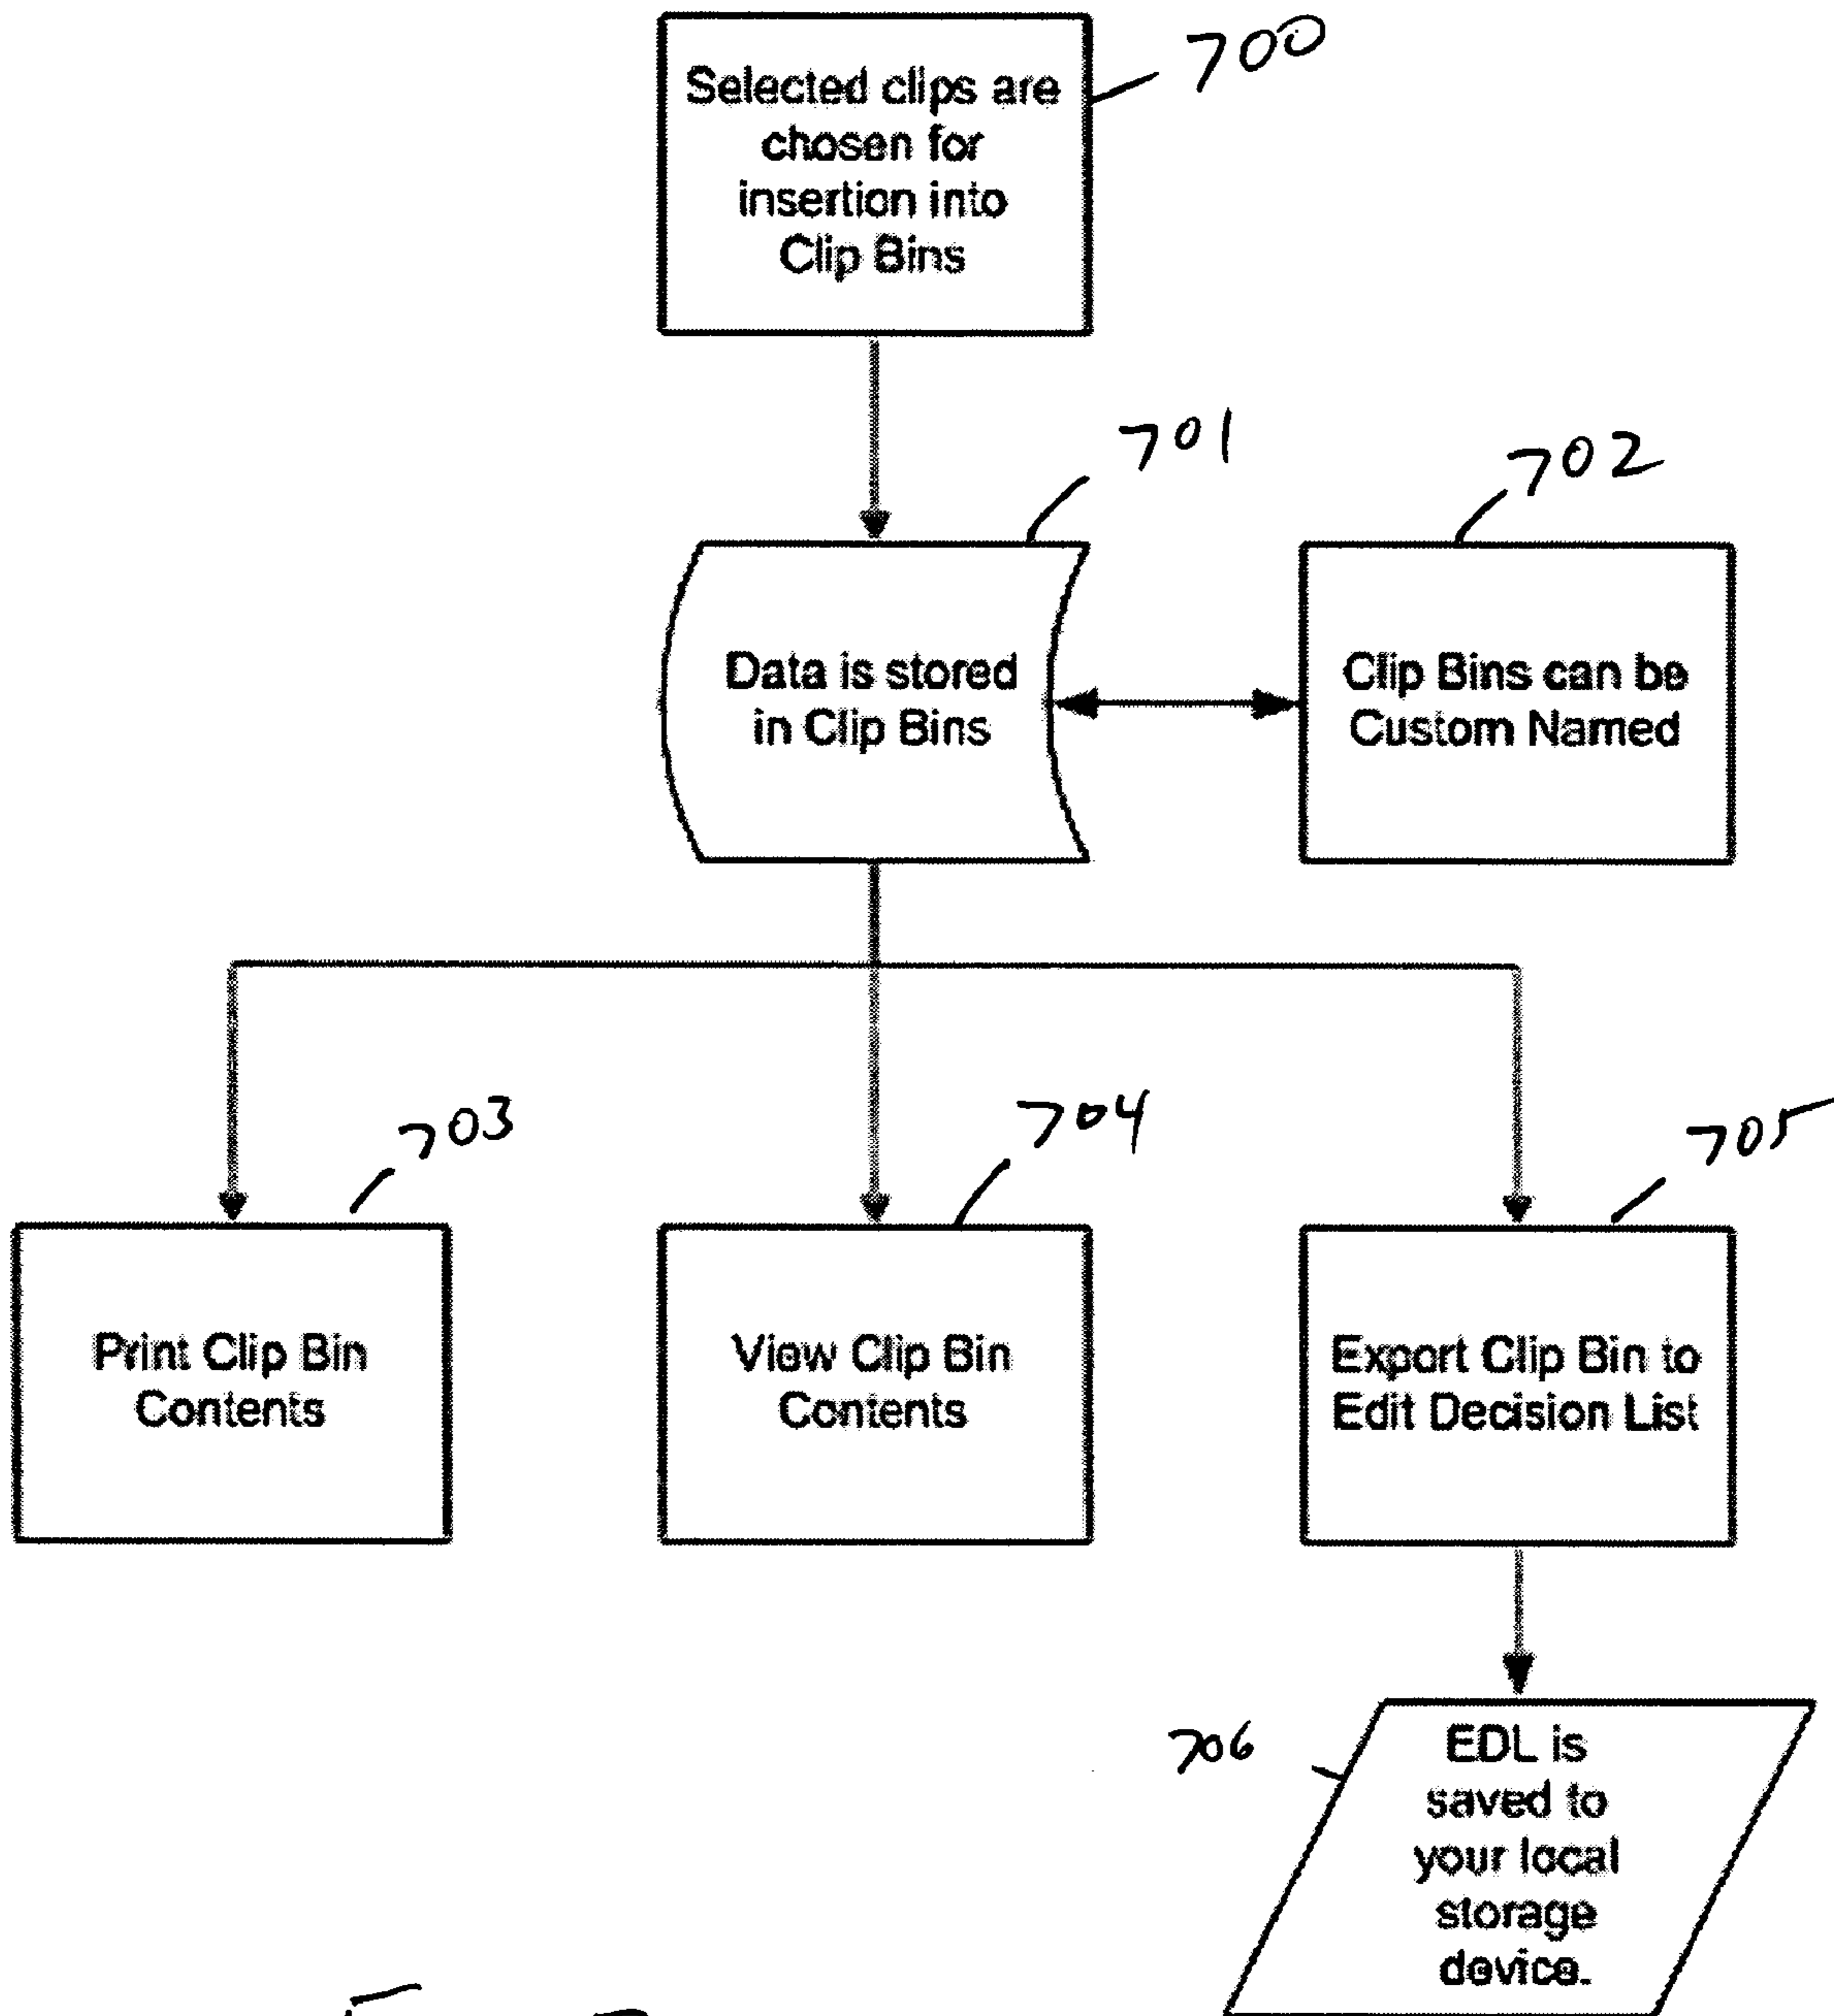 700
Selected clips are
chosen for
insertion into
Clip Bins
701
702
Data is stored
in Clip Bins
Clip Bins can be
Custom Named
703
704
705
Print Clip Bin
Contents
View Clip Bin
Contents
Export Clip Bin to
Edit Decision List
706
EDL is
saved to
your local
storage
device.